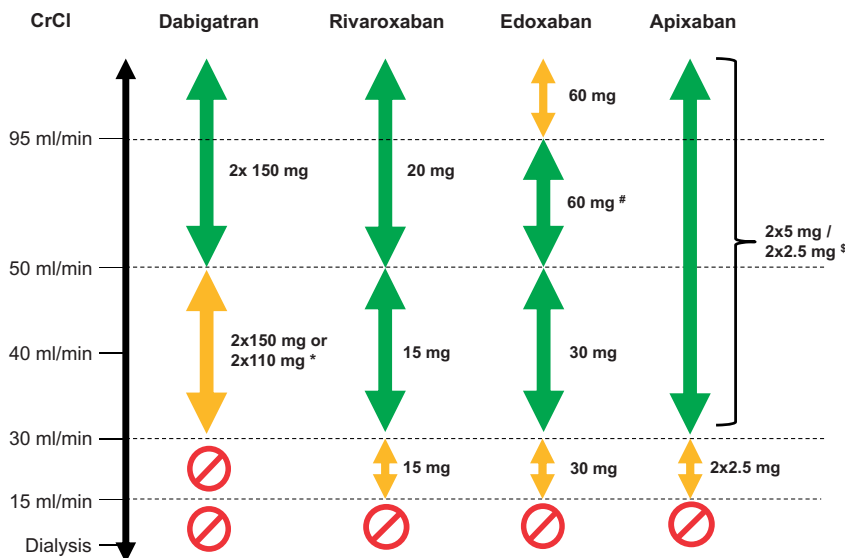 CrCl Dabigatran Rivaroxaban Edoxaban Apixaban
60 mg
95 ml/min
2x 150 mg 20 mg
60 mg #
2x5 mg /
2x2.5 mg $
50 ml/min
2x150 mg or
2x110 mg *
40 ml/min 15 mg 30 mg
30 ml/min
15 mg 30 mg 2x2.5 mg
15 ml/min
Dialysis